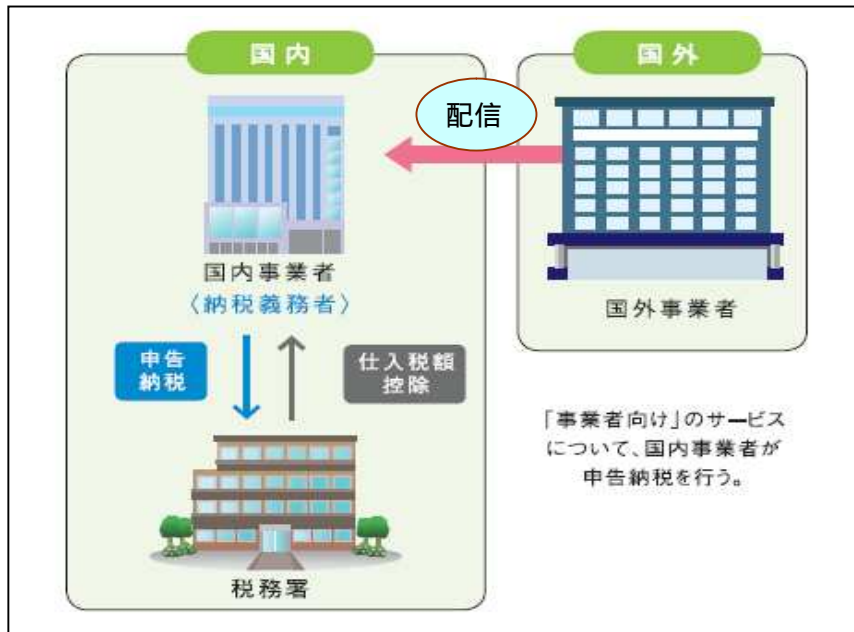 国内
国外
配信
国内事業者
〈納税義務者〉
国外事業者
申告
納税
仕入税額
控除
「事業者向け」のサービス
について、国内事業者が
申告納税を行う。
税務署